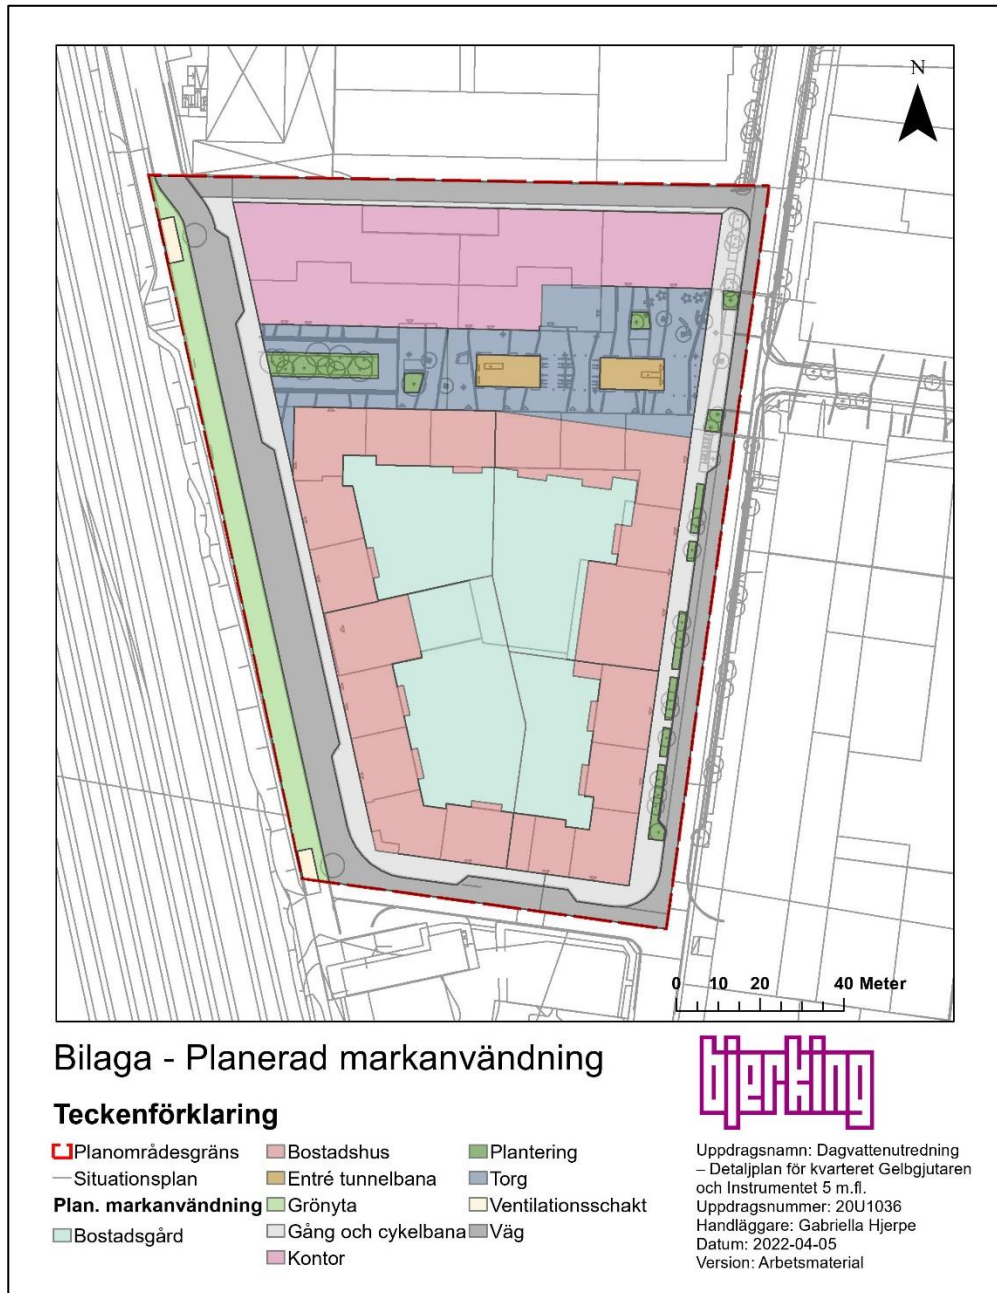 N
0 10 20 40 Meter
Bilaga - Planerad markanvändning
bjerking
Teckenförklaring
Planområdesgräns
Situationsplan
Plan. markanvändning
Bostadsgård
Bostadshus
Entré tunnelbana
Grönyta
Gång och cykelbana
Kontor
Plantering
Torg
Ventilationsschakt
Väg
Uppdragsnamn: Dagvattenutredning
– Detaljplan för kvarteret Gelbgjutaren
och Instrumentet 5 m.fl.
Uppdragsnummer: 20U1036
Handläggare: Gabriella Hjerpe
Datum: 2022-04-05
Version: Arbetsmaterial